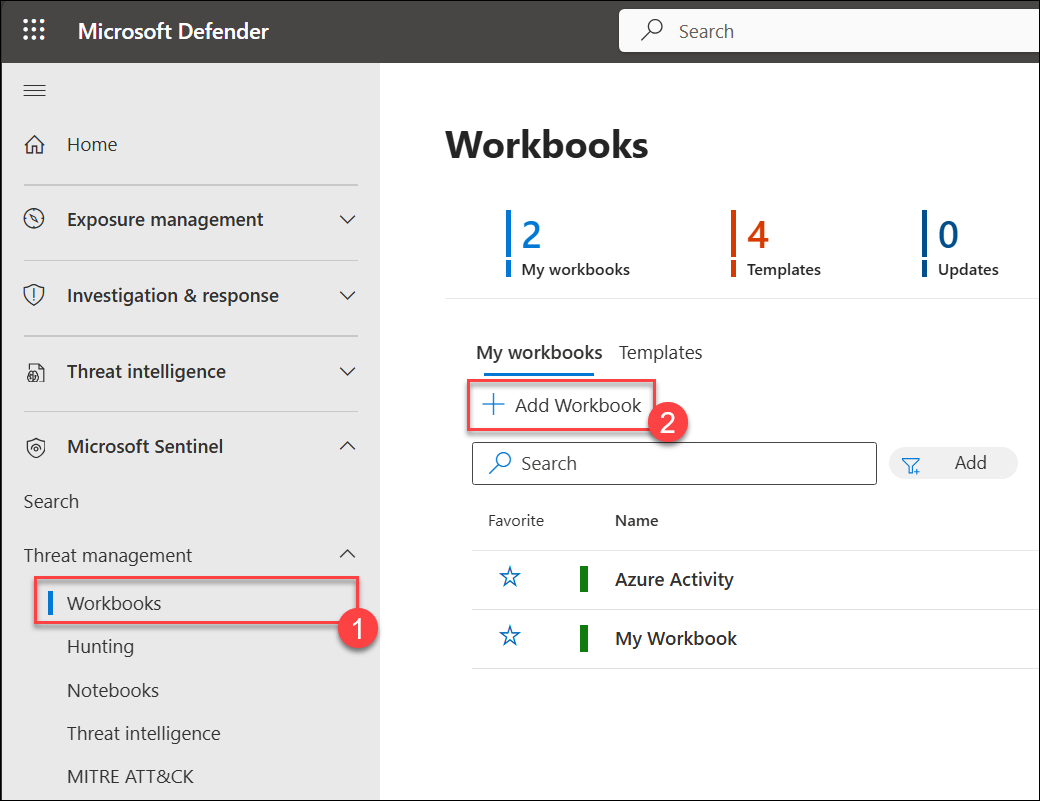 Microsoft Defender
Search
Home
Exposure management
Investigation & response
Threat intelligence
Microsoft Sentinel
Search
Threat management
Workbooks
1
Hunting
Notebooks
Threat intelligence
MITRE ATT&CK
Workbooks
2
My workbooks
4
Templates
0
Updates
My workbooks Templates
Add Workbook
2
Search
Add
Favorite Name
Azure Activity
My Workbook